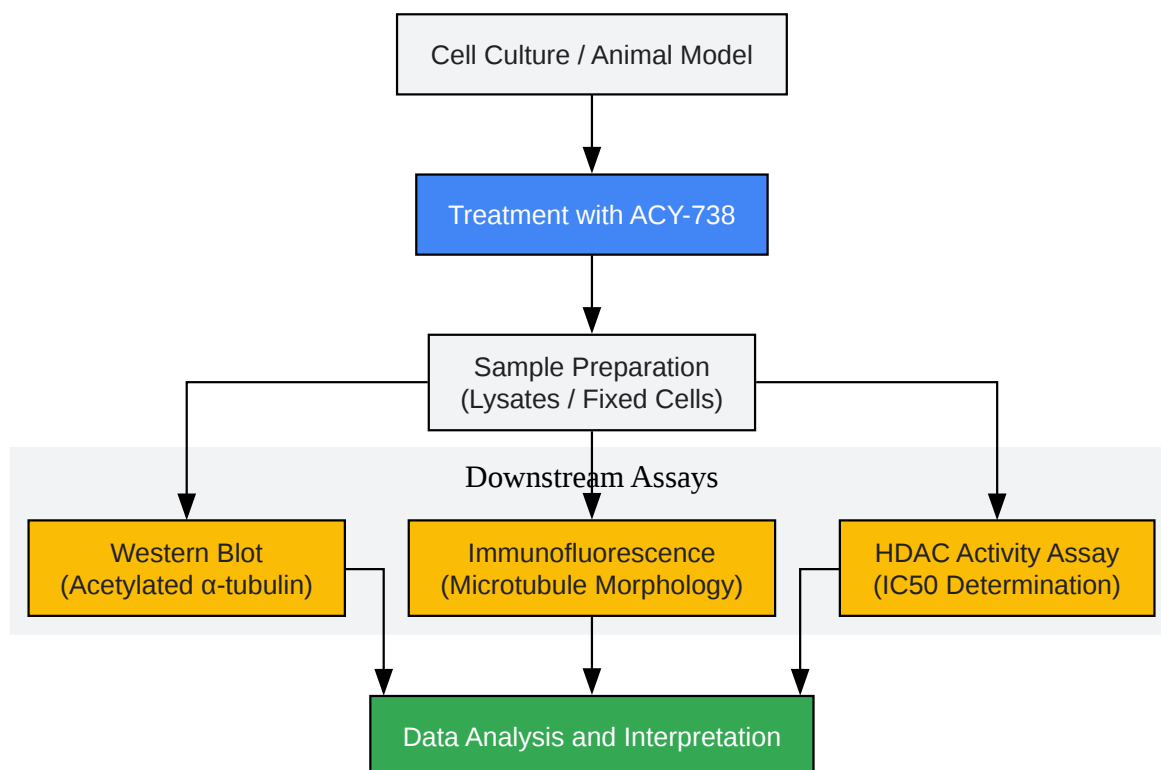 Cell Culture / Animal Model
Treatment with ACY-738
Sample Preparation
(Lysates / Fixed Cells)
Downstream Assays
Western Blot
(Acetylated α-tubulin)
Immunofluorescence
(Microtubule Morphology)
HDAC Activity Assay
(IC50 Determination)
Data Analysis and Interpretation